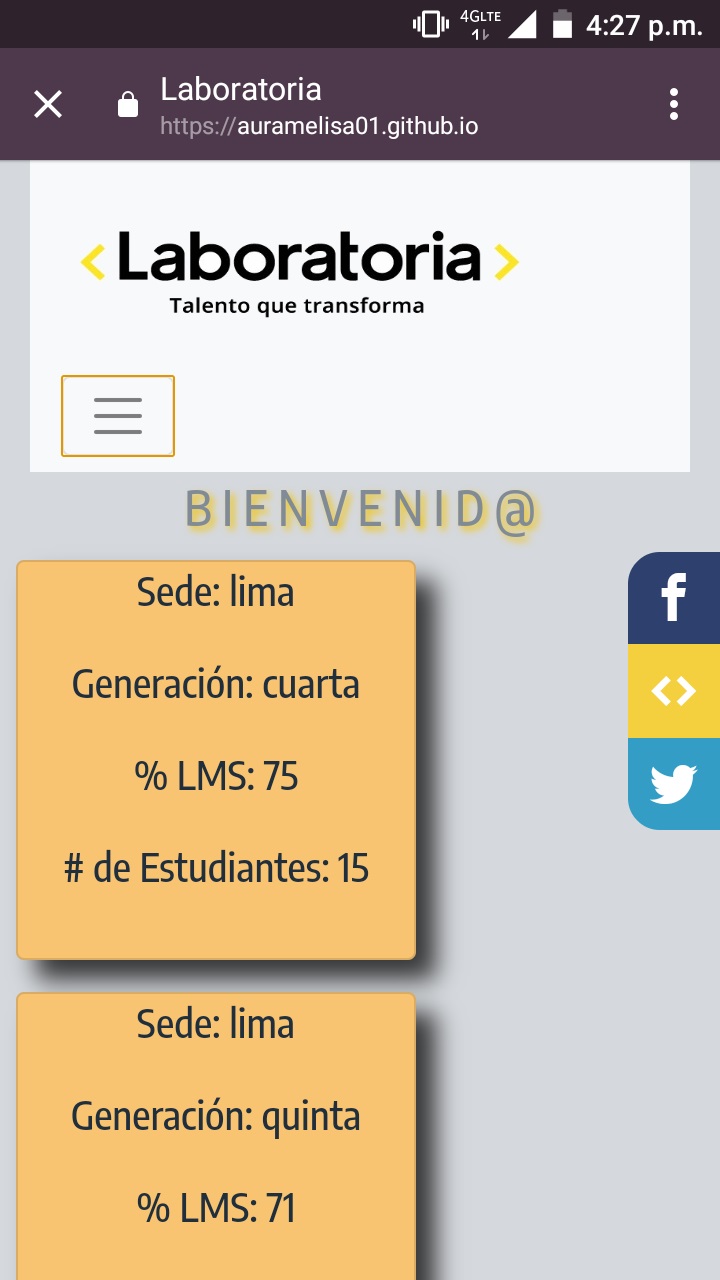 4G LTE
4:27 p.m.
Laboratoria
https://auramelisa01.github.io
< Laboratoria >
Talento que transforma
BIENVENID@
Sede: lima
Generación: cuarta
% LMS: 75
# de Estudiantes: 15
Sede: lima
Generación: quinta
% LMS: 71